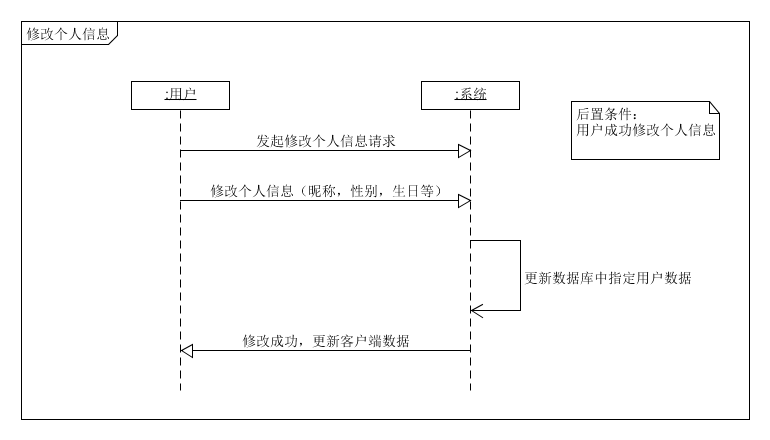 修改个人信息
:用户
:系统
后置条件:
用户成功修改个人信息
发起修改个人信息请求
修改个人信息（昵称，性别，生日等）
更新数据库中指定用户数据
修改成功，更新客户端数据